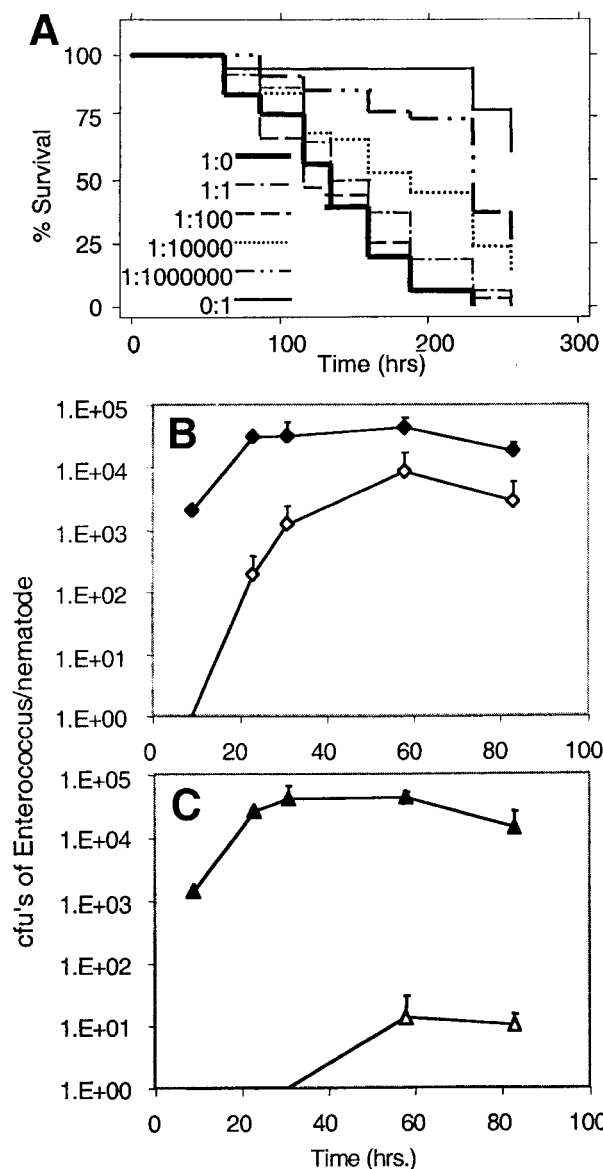 A
100
75
50
25
0
% Survival
1:0
1:1
1:100
1:10000
1:1000000
0:1
0 100 200 300
Time (hrs)
cfu's of Enterococcus/nematode
B
1.E+05
1.E+04
1.E+03
1.E+02
1.E+01
1.E+00
0 20 40 60 80 100
C
1.E+05
1.E+04
1.E+03
1.E+02
1.E+01
1.E+00
0 20 40 60 80 100
Time (hrs.)